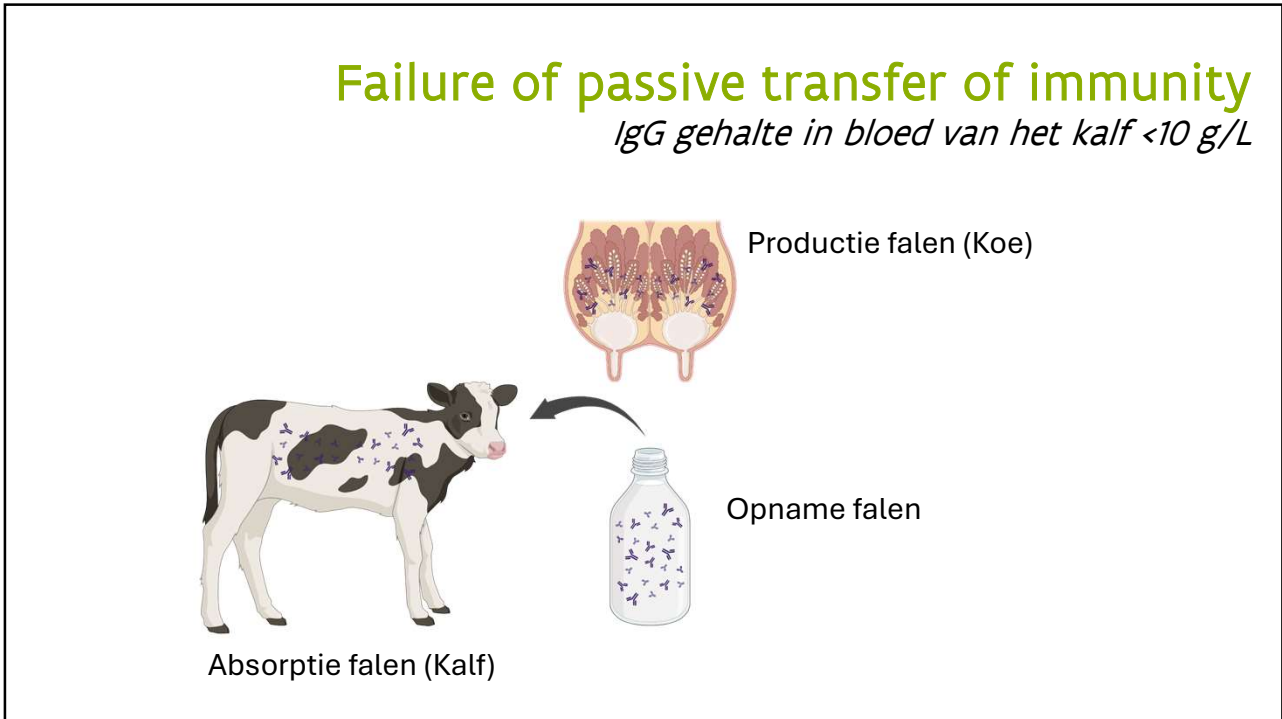 Failure of passive transfer of immunity
IgG gehalte in bloed van het kalf <10 g/L
Productie falen (Koe)
Opname falen
Absorptie falen (Kalf)